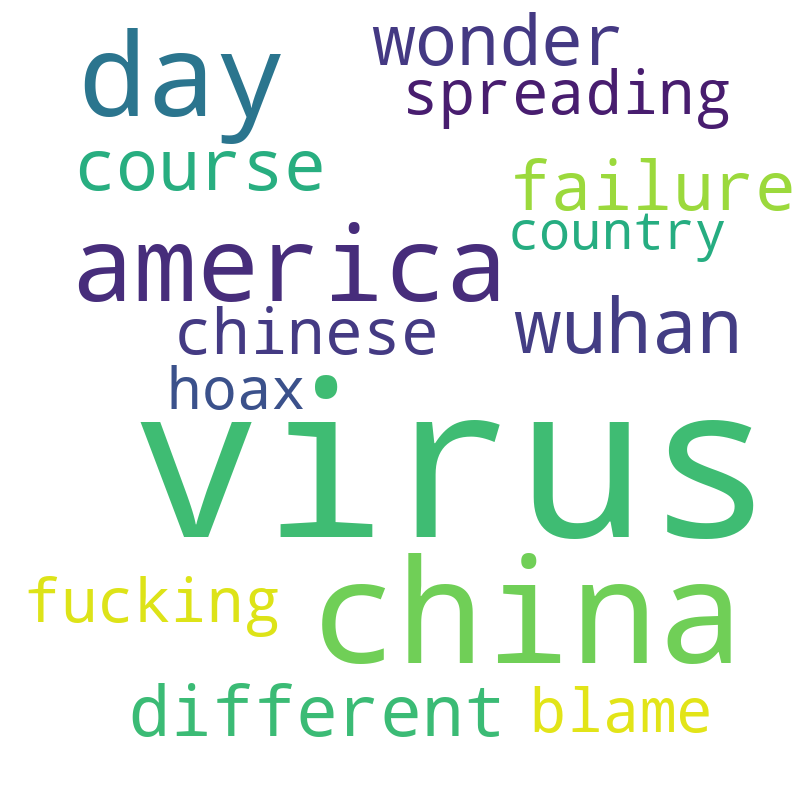 wonder
day
spreading
course
failure
country
america
wuhan
chinese
hoax
virus
china
fucking
different
blame